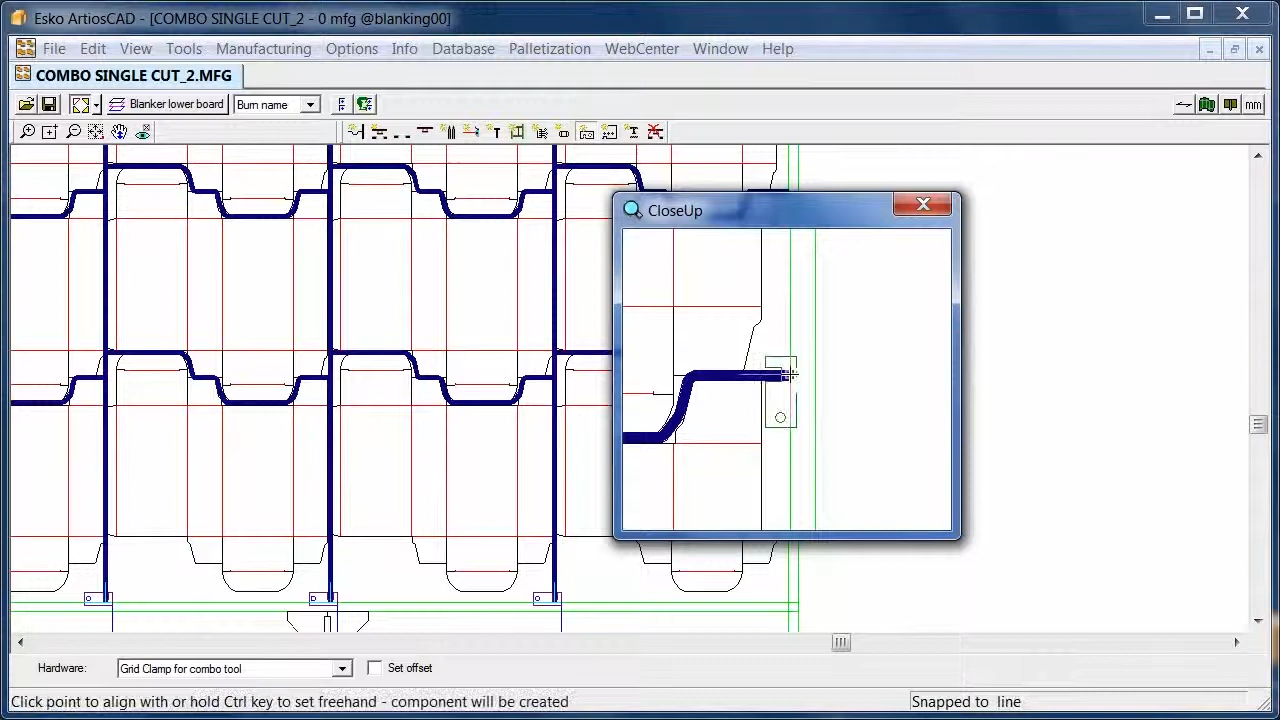 Esko ArtiosCAD - [COMBO SINGLE CUT_2 - 0 mfg @blanking00]
File Edit View Tools Manufacturing Options Info Database Palletization WebCenter Window Help
COMBO SINGLE CUT_2.MFG
Blanker lower board Burn name mm
CloseUp
Hardware: Grid Clamp for combo tool Set offset
Click point to align with or hold Ctrl key to set freehand - component will be created Snapped to line